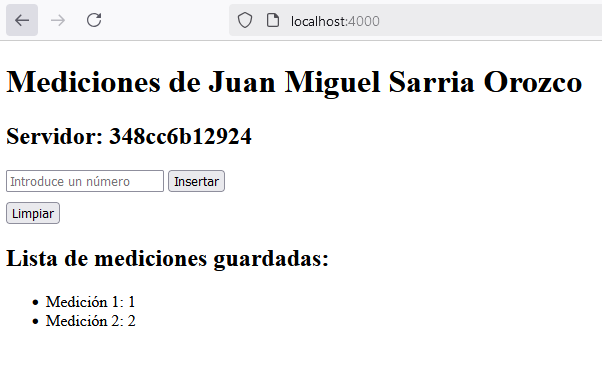 localhost:4000
Mediciones de Juan Miguel Sarria Orozco
Servidor: 348cc6b12924
Introduce un número Insertar
Limpiar
Lista de mediciones guardadas:
• Medición 1: 1
• Medición 2: 2